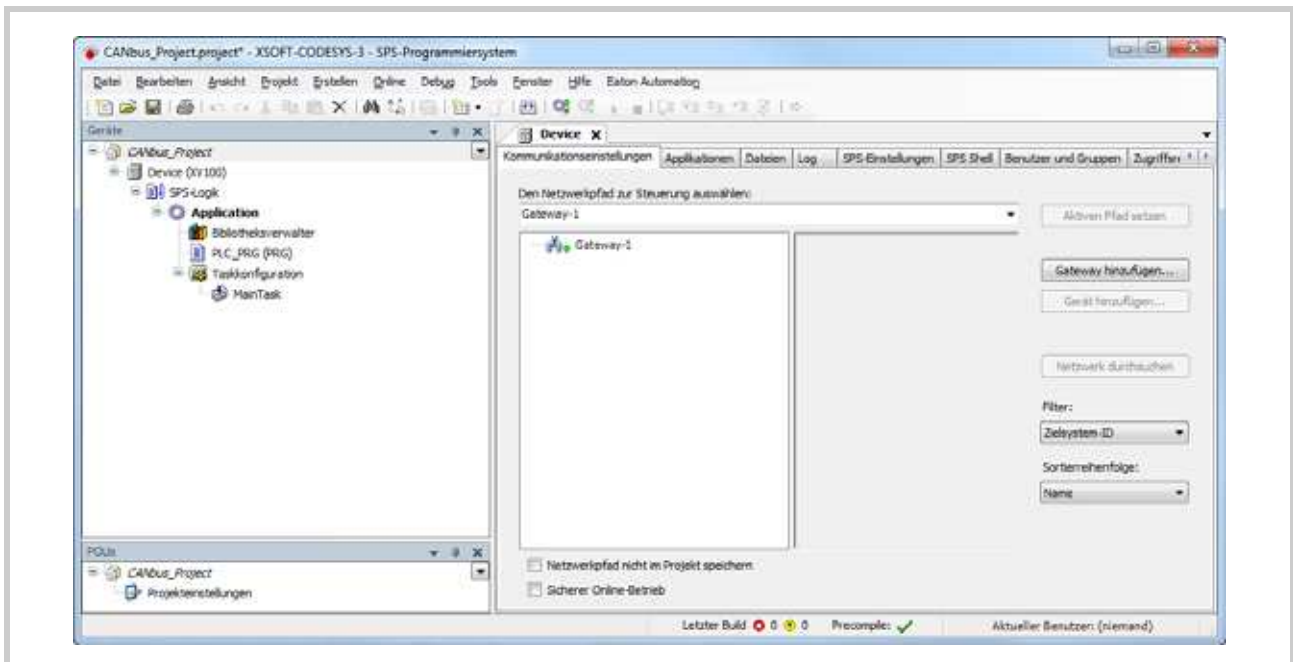 CANbus_Project.project* - XSOFT-CODESYS-3 - SPS-Programmiersystem
Datei Bearbeiten Ansicht Projekt Erstellen Online Debug Tools Fenster Hilfe Eaton Automation
Geräte
CANbus_Project
Device (XV100)
SPS-Logik
Application
Bibliotheksverwalter
PLC_PRG (PRG)
Taskkonfiguration
MainTask
POUs
CANbus_Project
Projekteinstellungen
Device
Kommunikationseinstellungen Applikationen Dateien Log SPS-Einstellungen SPS Shell Benutzer und Gruppen Zugriffsr
Den Netzwerkpfad zur Steuerung auswählen:
Gateway-1
Aktiven Pfad setzen
Gateway-1
Gateway hinzufügen...
Gerät hinzufügen...
Netzwerk durchsuchen
Filter:
Zielsystem-ID
Sortierreihenfolge:
Name
Netzwerkpfad nicht im Projekt speichern
Sicherer Online-Betrieb
Letzter Build 0 0 Precompile: Aktueller Benutzer: (niemand)